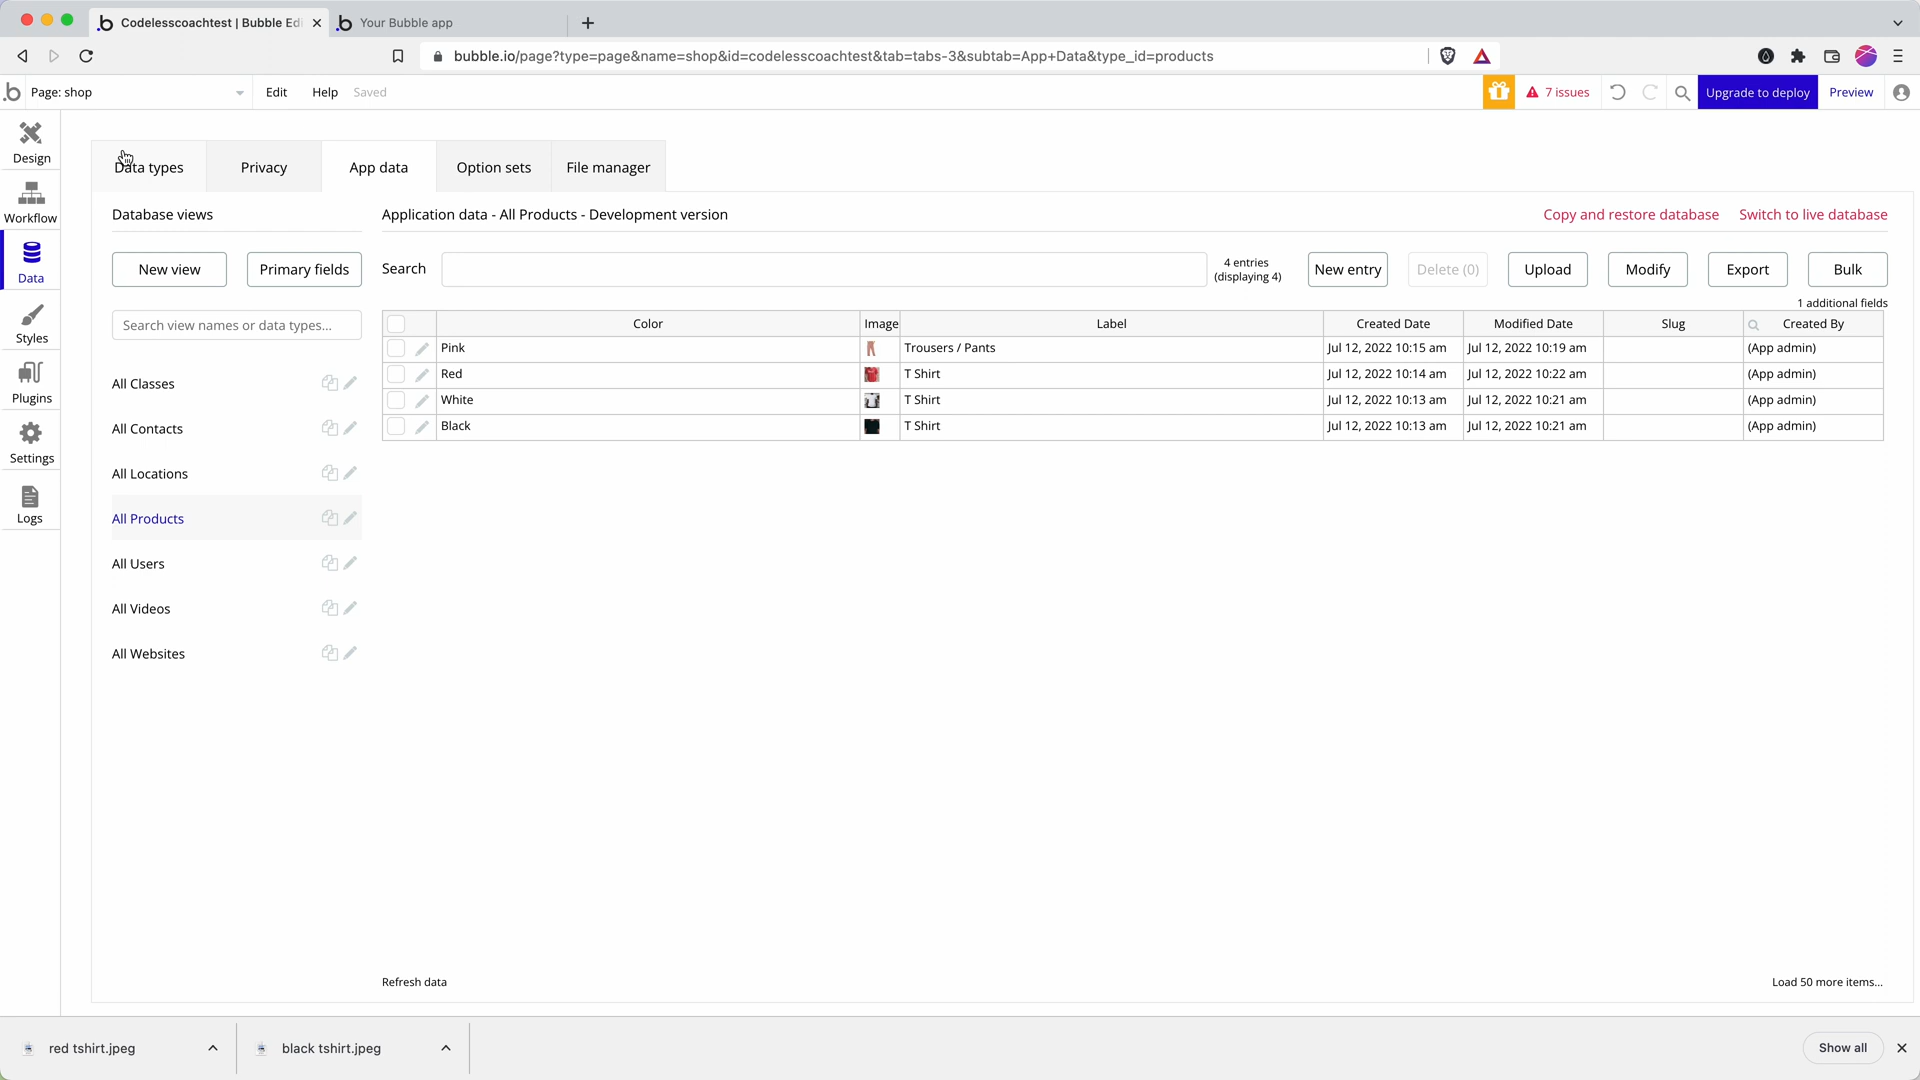 Codelesscoachtest | Bubble Edi
Your Bubble app
bubble.io/page?type=page&name=shop&id=codelesscoachtest&tab=tabs-3&subtab=App+Data&type_id=products
Page: shop
Edit
Help
Saved
7 issues
Upgrade to deploy
Preview
Design
Workflow
Data
Styles
Plugins
Settings
Logs
Data types
Privacy
App data
Option sets
File manager
Database views
Application data - All Products - Development version
Copy and restore database
Switch to live database
New view
Primary fields
Search
4 entries
(displaying 4)
New entry
Delete (0)
Upload
Modify
Export
Bulk
1 additional fields
Search view names or data types...
All Classes
All Contacts
All Locations
All Products
All Users
All Videos
All Websites
Color Image Label Created Date Modified Date Slug Created By
Pink Trousers / Pants Jul 12, 2022 10:15 am Jul 12, 2022 10:19 am (App admin)
Red T Shirt Jul 12, 2022 10:14 am Jul 12, 2022 10:22 am (App admin)
White T Shirt Jul 12, 2022 10:13 am Jul 12, 2022 10:21 am (App admin)
Black T Shirt Jul 12, 2022 10:13 am Jul 12, 2022 10:21 am (App admin)
Refresh data
Load 50 more items...
red tshirt.jpeg
black tshirt.jpeg
Show all